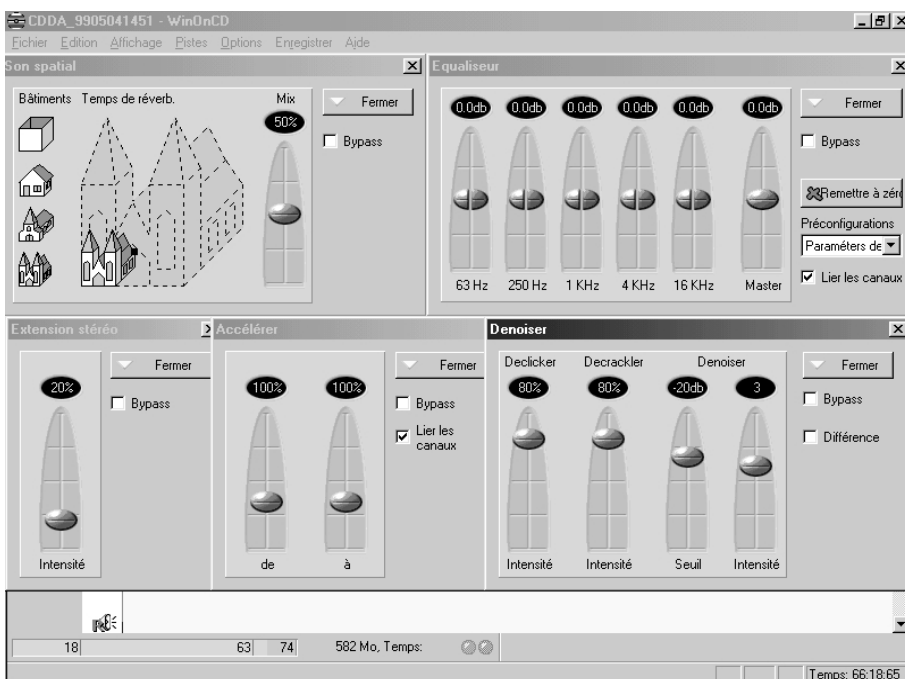 CDDA_9905041451 - WinOnCD
Fichier Edition Affichage Pistes Options Enregistrer Ajde
Son spatial
Bâtiments Temps de réverb. Mix
50%
Fermer
Bypass
Equaliseur
0.0db 0.0db 0.0db 0.0db 0.0db 0.0db
Fermer
Bypass
Remettre à zéro
Préconfigurations
Paraméters de
Lier les canaux
63 Hz 250 Hz 1 KHz 4 KHz 16 KHz Master
Extension stéréo
20%
Fermer
Bypass
Intensité
Accélérer
100% 100%
Fermer
Bypass
Lier les
canaux
de à
Denoiser
Declicker Decrackler Denoiser
80% 80% -20db 3
Fermer
Bypass
Différence
Intensité Intensité Seuil Intensité
18 63 74 582 Mo, Temps:
Temps: 66:18:65